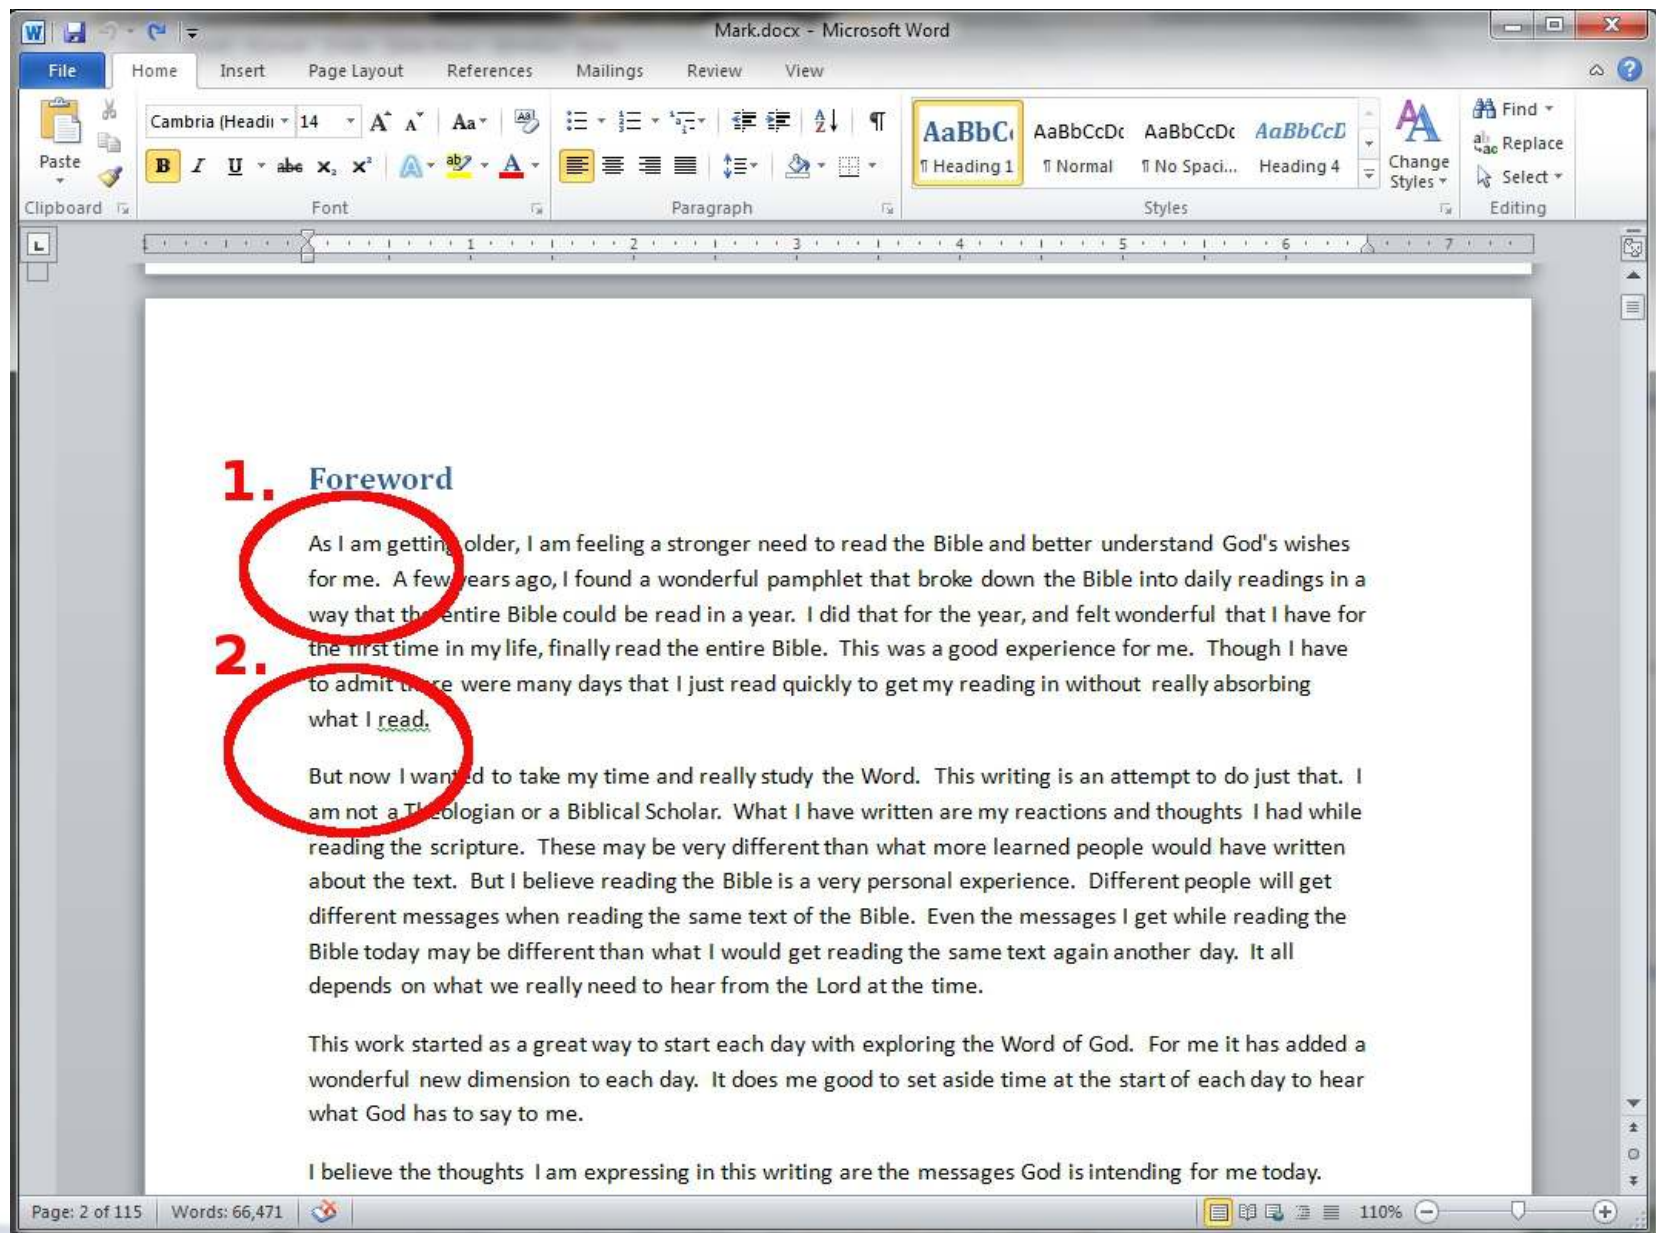 Mark.docx - Microsoft Word
File Home Insert Page Layout References Mailings Review View
Cambria (Headi 14 A A Aa
Paste
B I U abc x₂ x² A ab A
AaBbC AaBbCcDc AaBbCcDc AaBbCcD
¶ Heading 1 ¶ Normal ¶ No Spaci... Heading 4
Change Styles
Find
Replace
Select
Clipboard Font Paragraph Styles Editing
1 1 2 3 4 5 6 7
1. Foreword
As I am getting older, I am feeling a stronger need to read the Bible and better understand God's wishes
for me. A few years ago, I found a wonderful pamphlet that broke down the Bible into daily readings in a
way that the entire Bible could be read in a year. I did that for the year, and felt wonderful that I have for
2.
the first time in my life, finally read the entire Bible. This was a good experience for me. Though I have
to admit there were many days that I just read quickly to get my reading in without really absorbing
what I read.
But now I wanted to take my time and really study the Word. This writing is an attempt to do just that. I
am not a Theologian or a Biblical Scholar. What I have written are my reactions and thoughts I had while
reading the scripture. These may be very different than what more learned people would have written
about the text. But I believe reading the Bible is a very personal experience. Different people will get
different messages when reading the same text of the Bible. Even the messages I get while reading the
Bible today may be different than what I would get reading the same text again another day. It all
depends on what we really need to hear from the Lord at the time.
This work started as a great way to start each day with exploring the Word of God. For me it has added a
wonderful new dimension to each day. It does me good to set aside time at the start of each day to hear
what God has to say to me.
I believe the thoughts I am expressing in this writing are the messages God is intending for me today.
Page: 2 of 115 Words: 66,471 110%